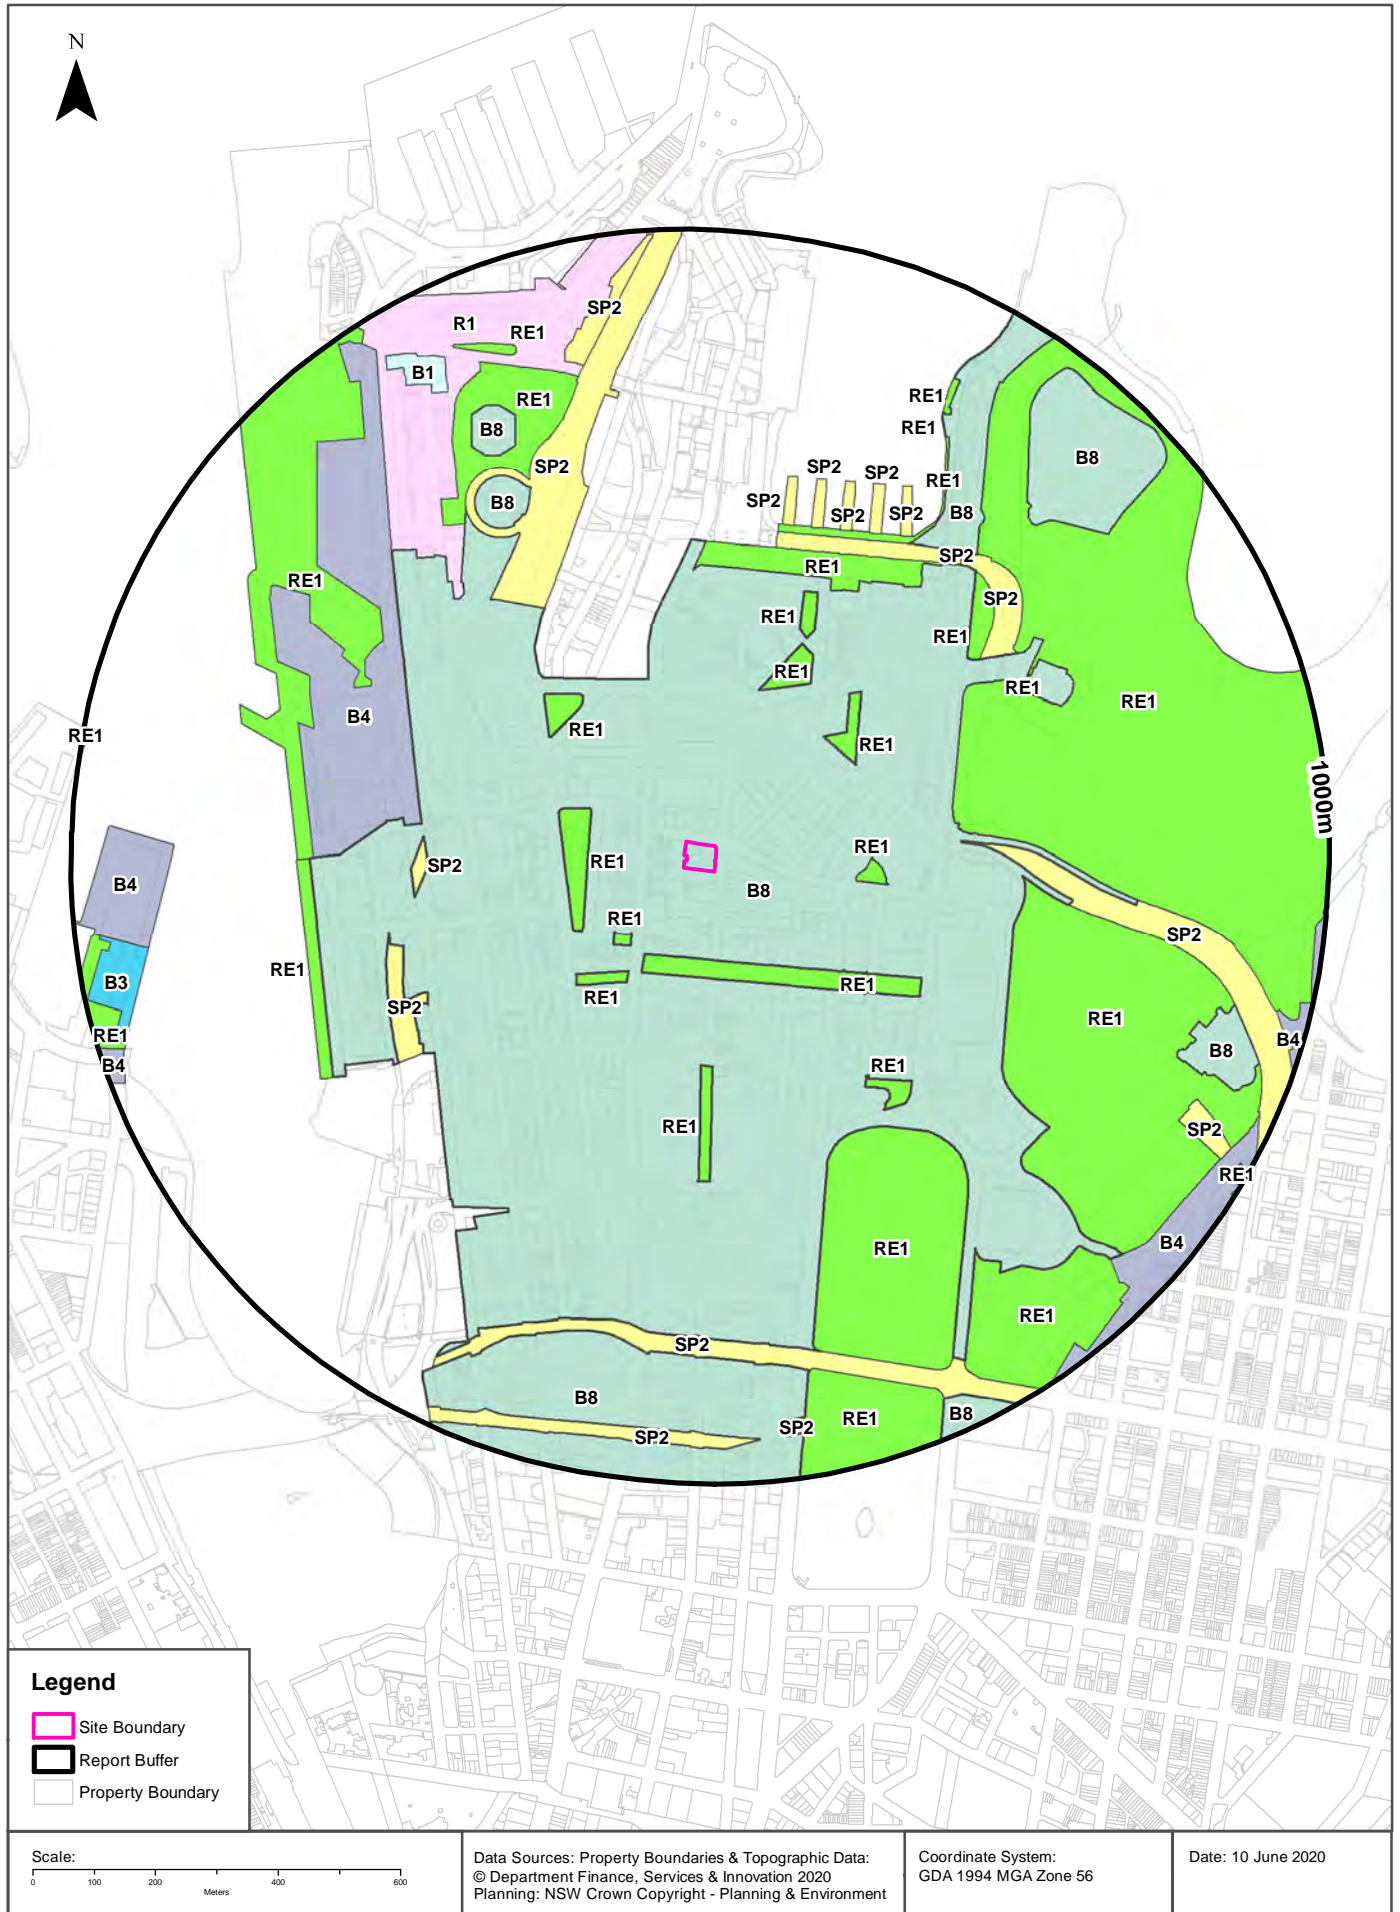 N
SP2
R1
RE1
B1
RE1
RE1
B8
RE1
B8
SP2
SP2
SP2
RE1
SP2
B8
SP2
SP2
B8
SP2
RE1
RE1
SP2
RE1
RE1
RE1
RE1
RE1
RE1
B4
RE1
RE1
RE1
1000m
RE1
RE1
SP2
B4
B8
RE1
SP2
RE1
B3
RE1
RE1
SP2
RE1
RE1
B4
B8
B4
RE1
RE1
SP2
RE1
B4
RE1
RE1
SP2
B8
B8
RE1
SP2
SP2
Legend
Site Boundary
Report Buffer
Property Boundary
Scale:
0 100 200 400 600
Meters
Data Sources: Property Boundaries & Topographic Data:
© Department Finance, Services & Innovation 2020
Planning: NSW Crown Copyright - Planning & Environment
Coordinate System:
GDA 1994 MGA Zone 56
Date: 10 June 2020